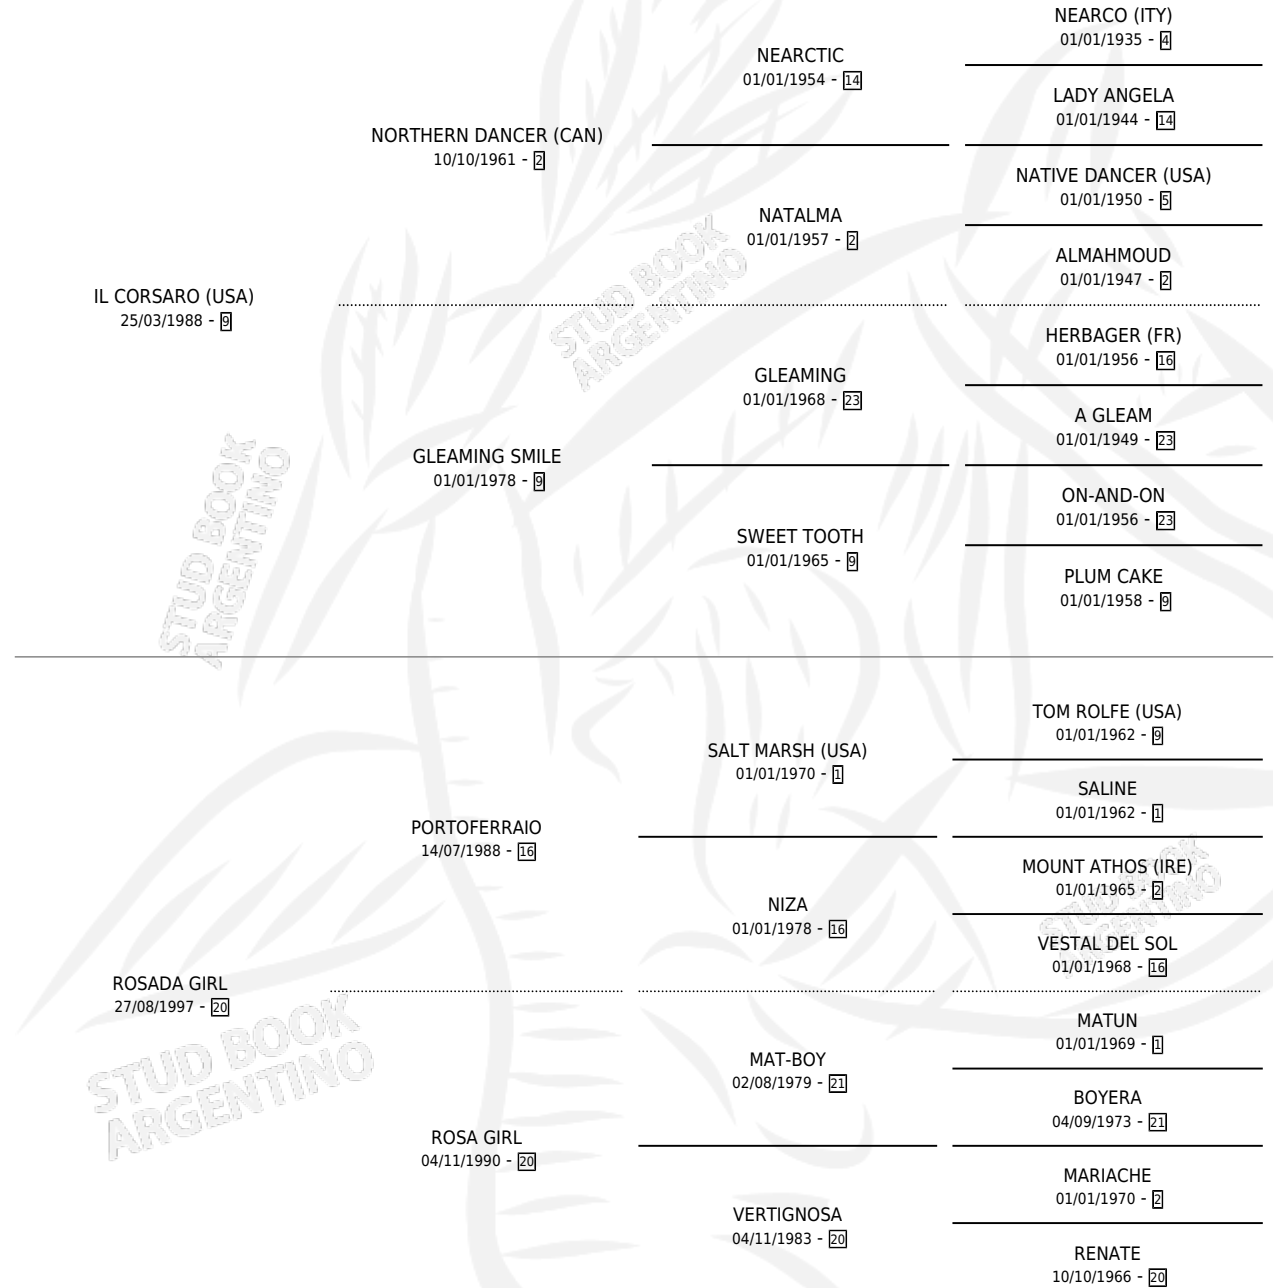 NEARCO (ITY)
01/01/1935 - 4
NEARCTIC
01/01/1954 - 14
LADY ANGELA
01/01/1944 - 14
NORTHERN DANCER (CAN)
10/10/1961 - 2
NATIVE DANCER (USA)
01/01/1950 - 5
NATALMA
01/01/1957 - 2
ALMAHMOUD
01/01/1947 - 2
IL CORSARO (USA)
25/03/1988 - 9
STUD BOOK
ARGENTINO
HERBAGER (FR)
01/01/1956 - 16
GLEAMING
01/01/1968 - 23
A GLEAM
01/01/1949 - 23
GLEAMING SMILE
01/01/1978 - 9
ON-AND-ON
01/01/1956 - 23
SWEET TOOTH
01/01/1965 - 9
PLUM CAKE
01/01/1958 - 9
STUD BOOK
ARGENTINO
TOM ROLFE (USA)
01/01/1962 - 9
SALT MARSH (USA)
01/01/1970 - 1
SALINE
01/01/1962 - 1
PORTOFERRAIO
14/07/1988 - 16
MOUNT ATHOS (IRE)
01/01/1965 - 2
NIZA
01/01/1978 - 16
STUD BOOK
ARGENTINO
VESTAL DEL SOL
01/01/1968 - 16
ROSADA GIRL
27/08/1997 - 20
MATUN
01/01/1969 - 1
MAT-BOY
02/08/1979 - 21
STUD BOOK
ARGENTINO
BOYERA
04/09/1973 - 21
ROSA GIRL
04/11/1990 - 20
MARIACHE
01/01/1970 - 2
VERTIGNOSA
04/11/1983 - 20
RENATE
10/10/1966 - 20